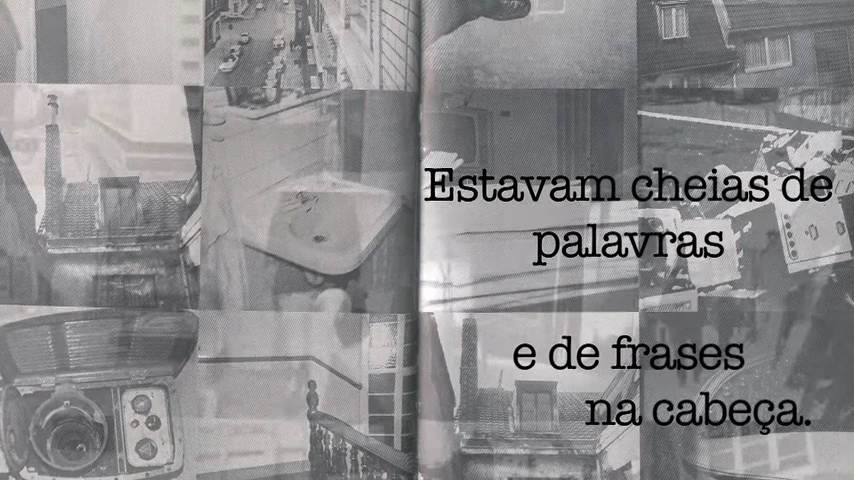 Estavam cheias de
palavras
e de frases
na cabeça.